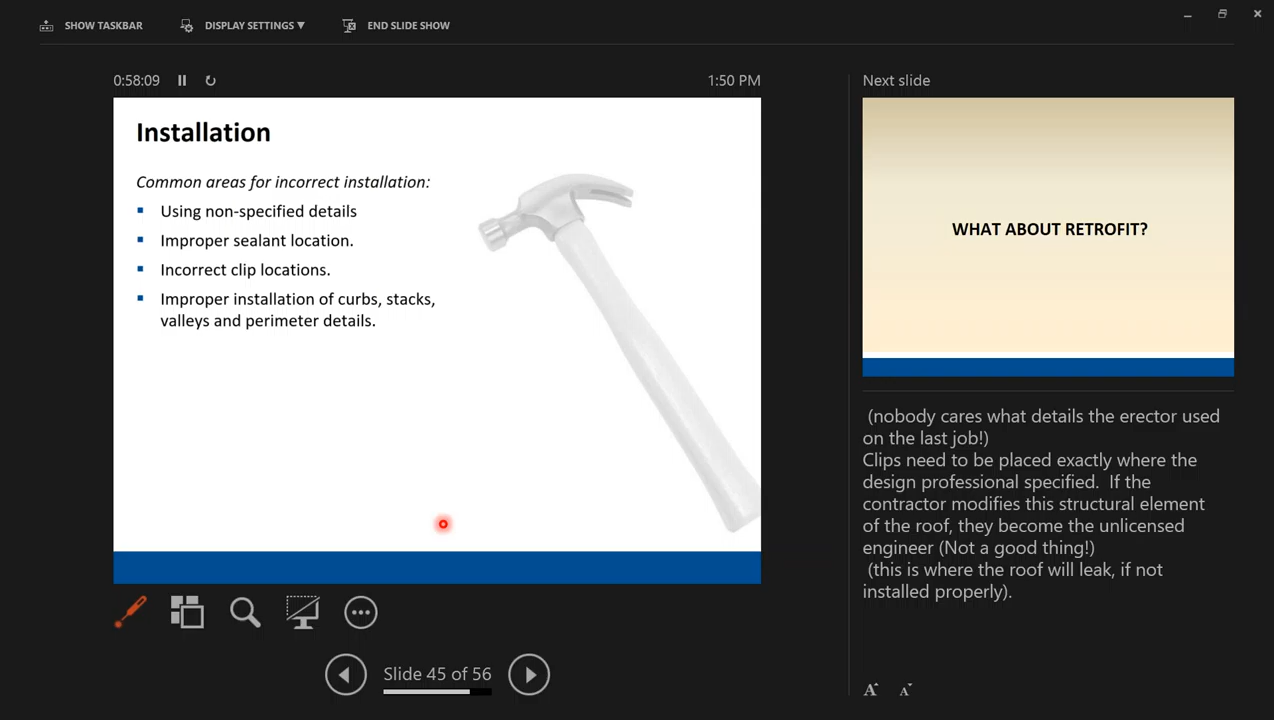 SHOW TASKBAR
DISPLAY SETTINGS ▼
END SLIDE SHOW
0:58:09
1:50 PM
Next slide
Installation
Common areas for incorrect installation:
▪ Using non-specified details
▪ Improper sealant location.
▪ Incorrect clip locations.
▪ Improper installation of curbs, stacks,
valleys and perimeter details.
WHAT ABOUT RETROFIT?
(nobody cares what details the erector used
on the last job!)
Clips need to be placed exactly where the
design professional specified.  If the
contractor modifies this structural element
of the roof, they become the unlicensed
engineer (Not a good thing!)
(this is where the roof will leak, if not
installed properly).
Slide 45 of 56
A A